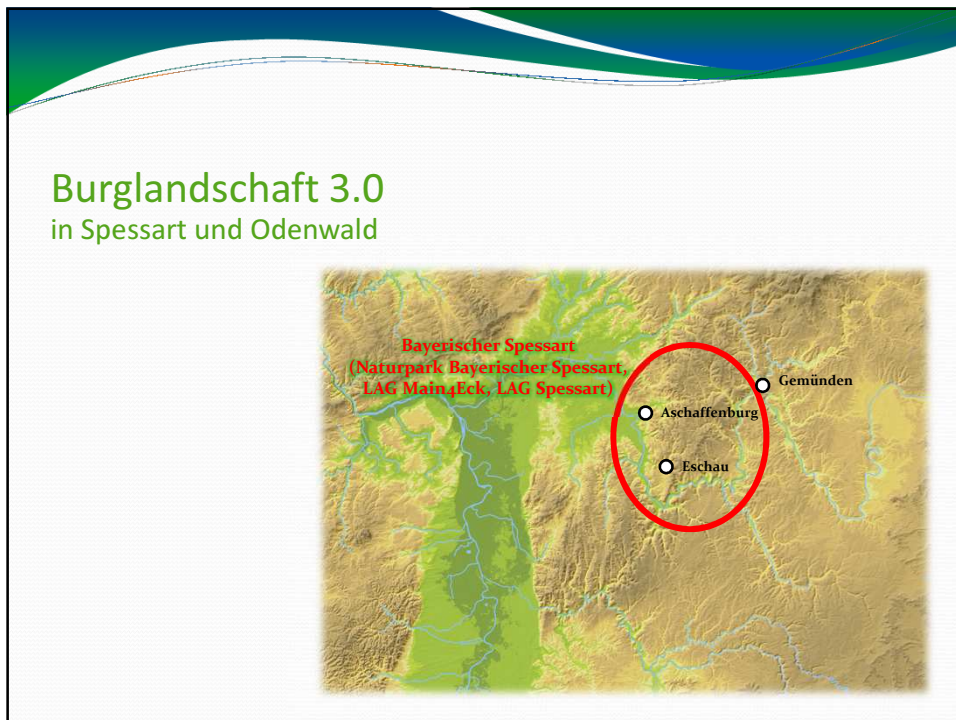 Burglandschaft 3.0
in Spessart und Odenwald
Bayerischer Spessart
(Naturpark Bayerischer Spessart,
LAG Main4Eck, LAG Spessart)
Gemünden
Aschaffenburg
Eschau